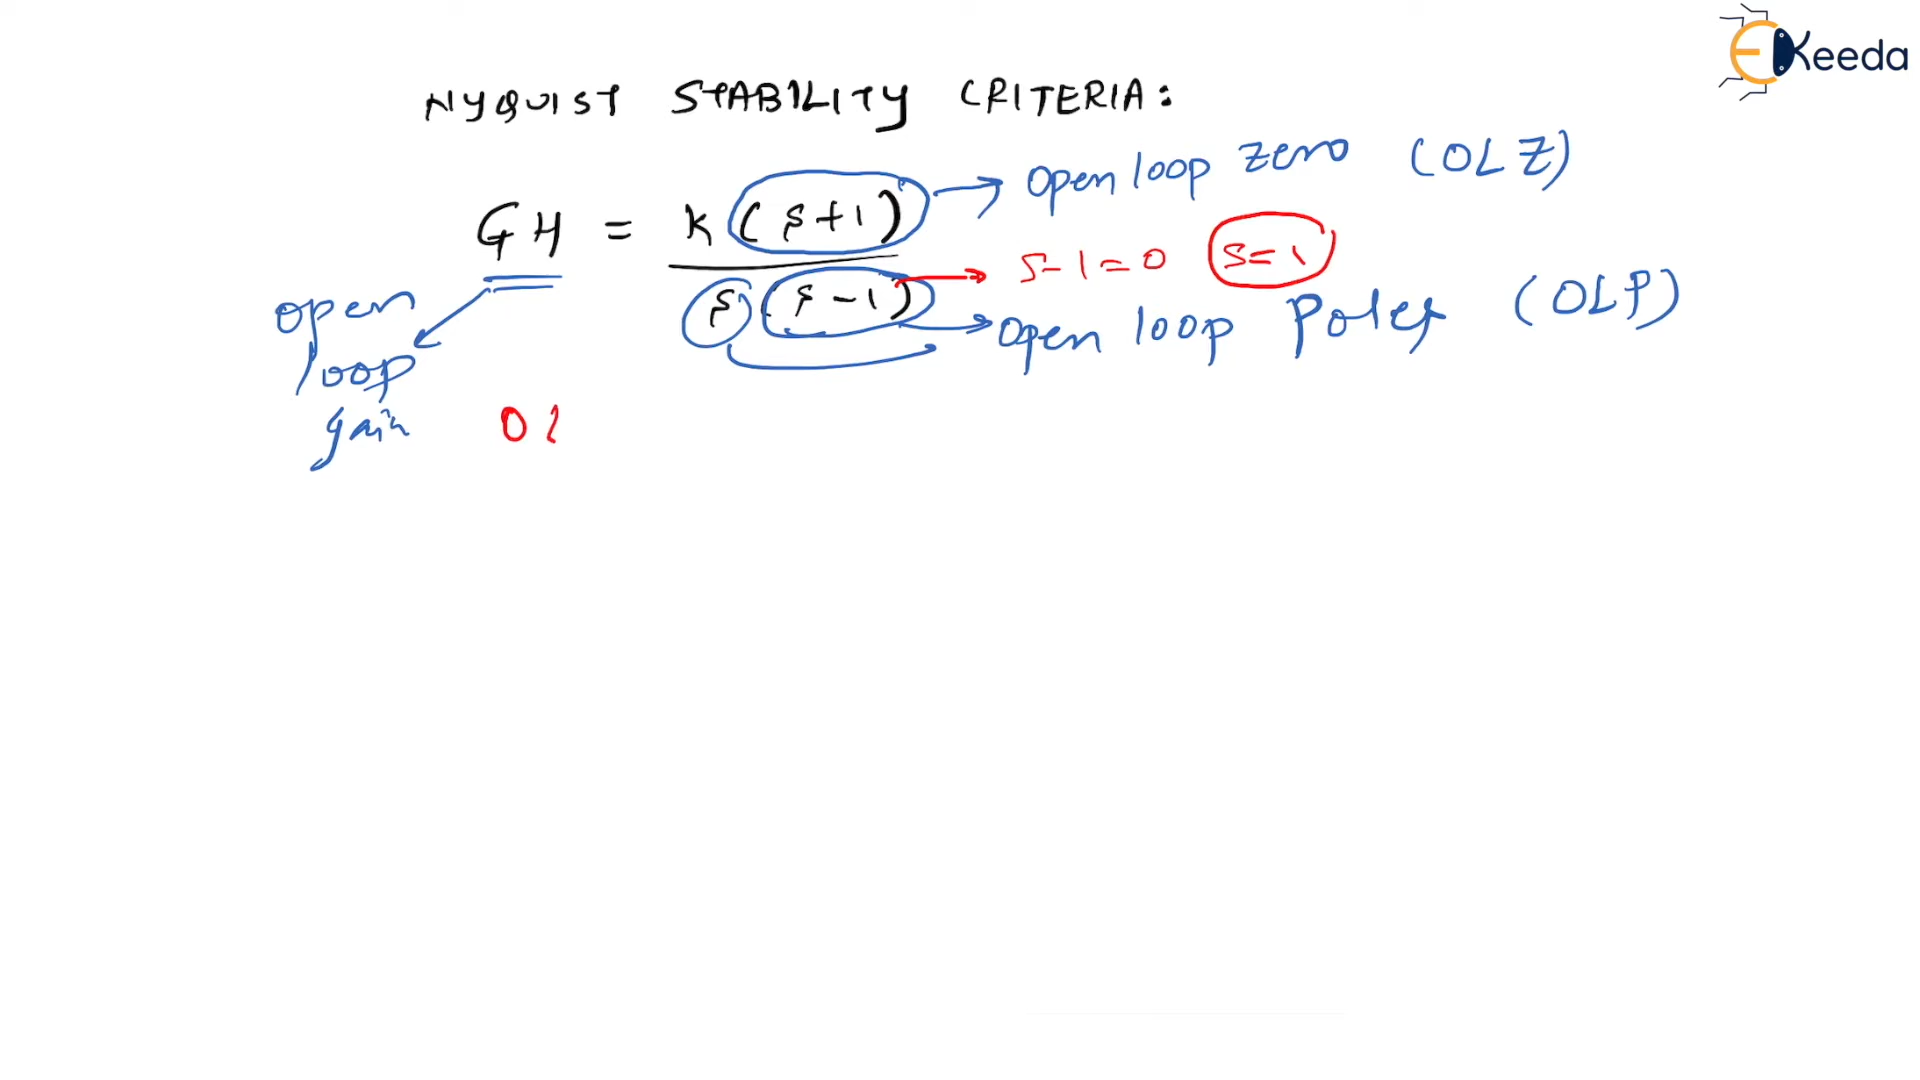 EKeeda
NYQUIST STABILITY CRITERIA:
GH = K(s+1) / s(s-1)
open loop zero (OLZ)
s-1=0 s=1
open loop Poles (OLP)
open
loop
gain